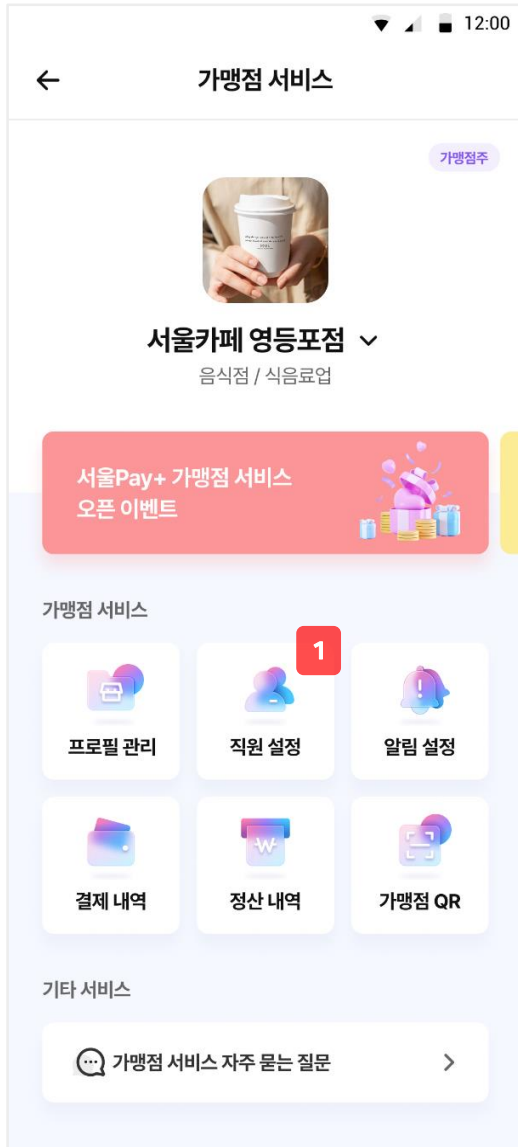 12:00
가맹점 서비스
가맹점주
서울카페 영등포점
음식점 / 식음료업
서울Pay+ 가맹점 서비스
오픈 이벤트
가맹점 서비스
1
프로필 관리
직원 설정
알림 설정
결제 내역
정산 내역
가맹점 QR
기타 서비스
가맹점 서비스 자주 묻는 질문